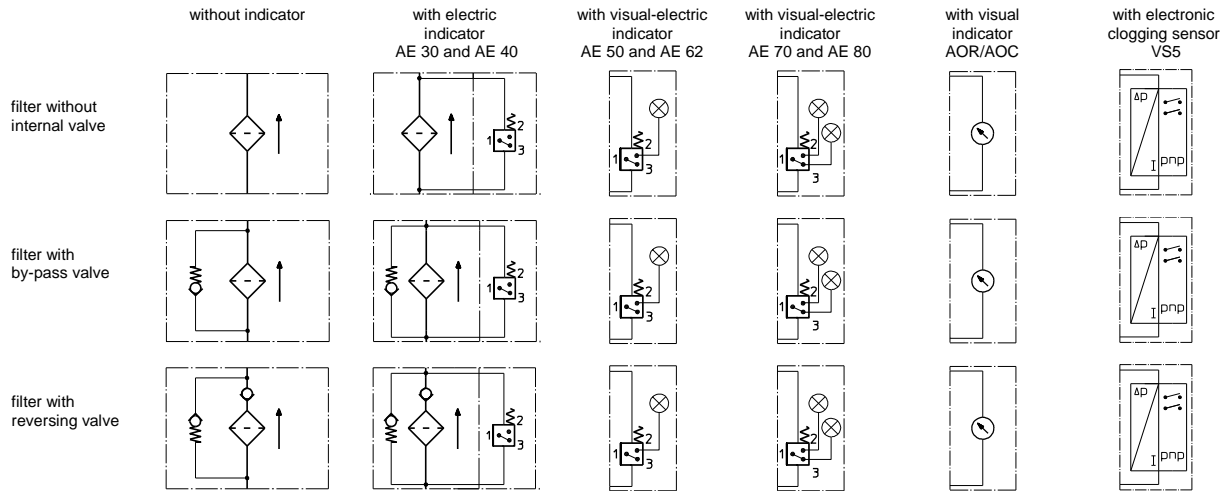 without indicator
with electric
indicator
AE 30 and AE 40
with visual-electric
indicator
AE 50 and AE 62
with visual-electric
indicator
AE 70 and AE 80
with visual
indicator
AOR/AOC
with electronic
clogging sensor
VS5
filter without
internal valve
1 2 3
1 2 3
1 2 3
Δp
I pnp
filter with
by-pass valve
1 2 3
1 2 3
1 2 3
Δp
I pnp
filter with
reversing valve
1 2 3
1 2 3
1 2 3
Δp
I pnp